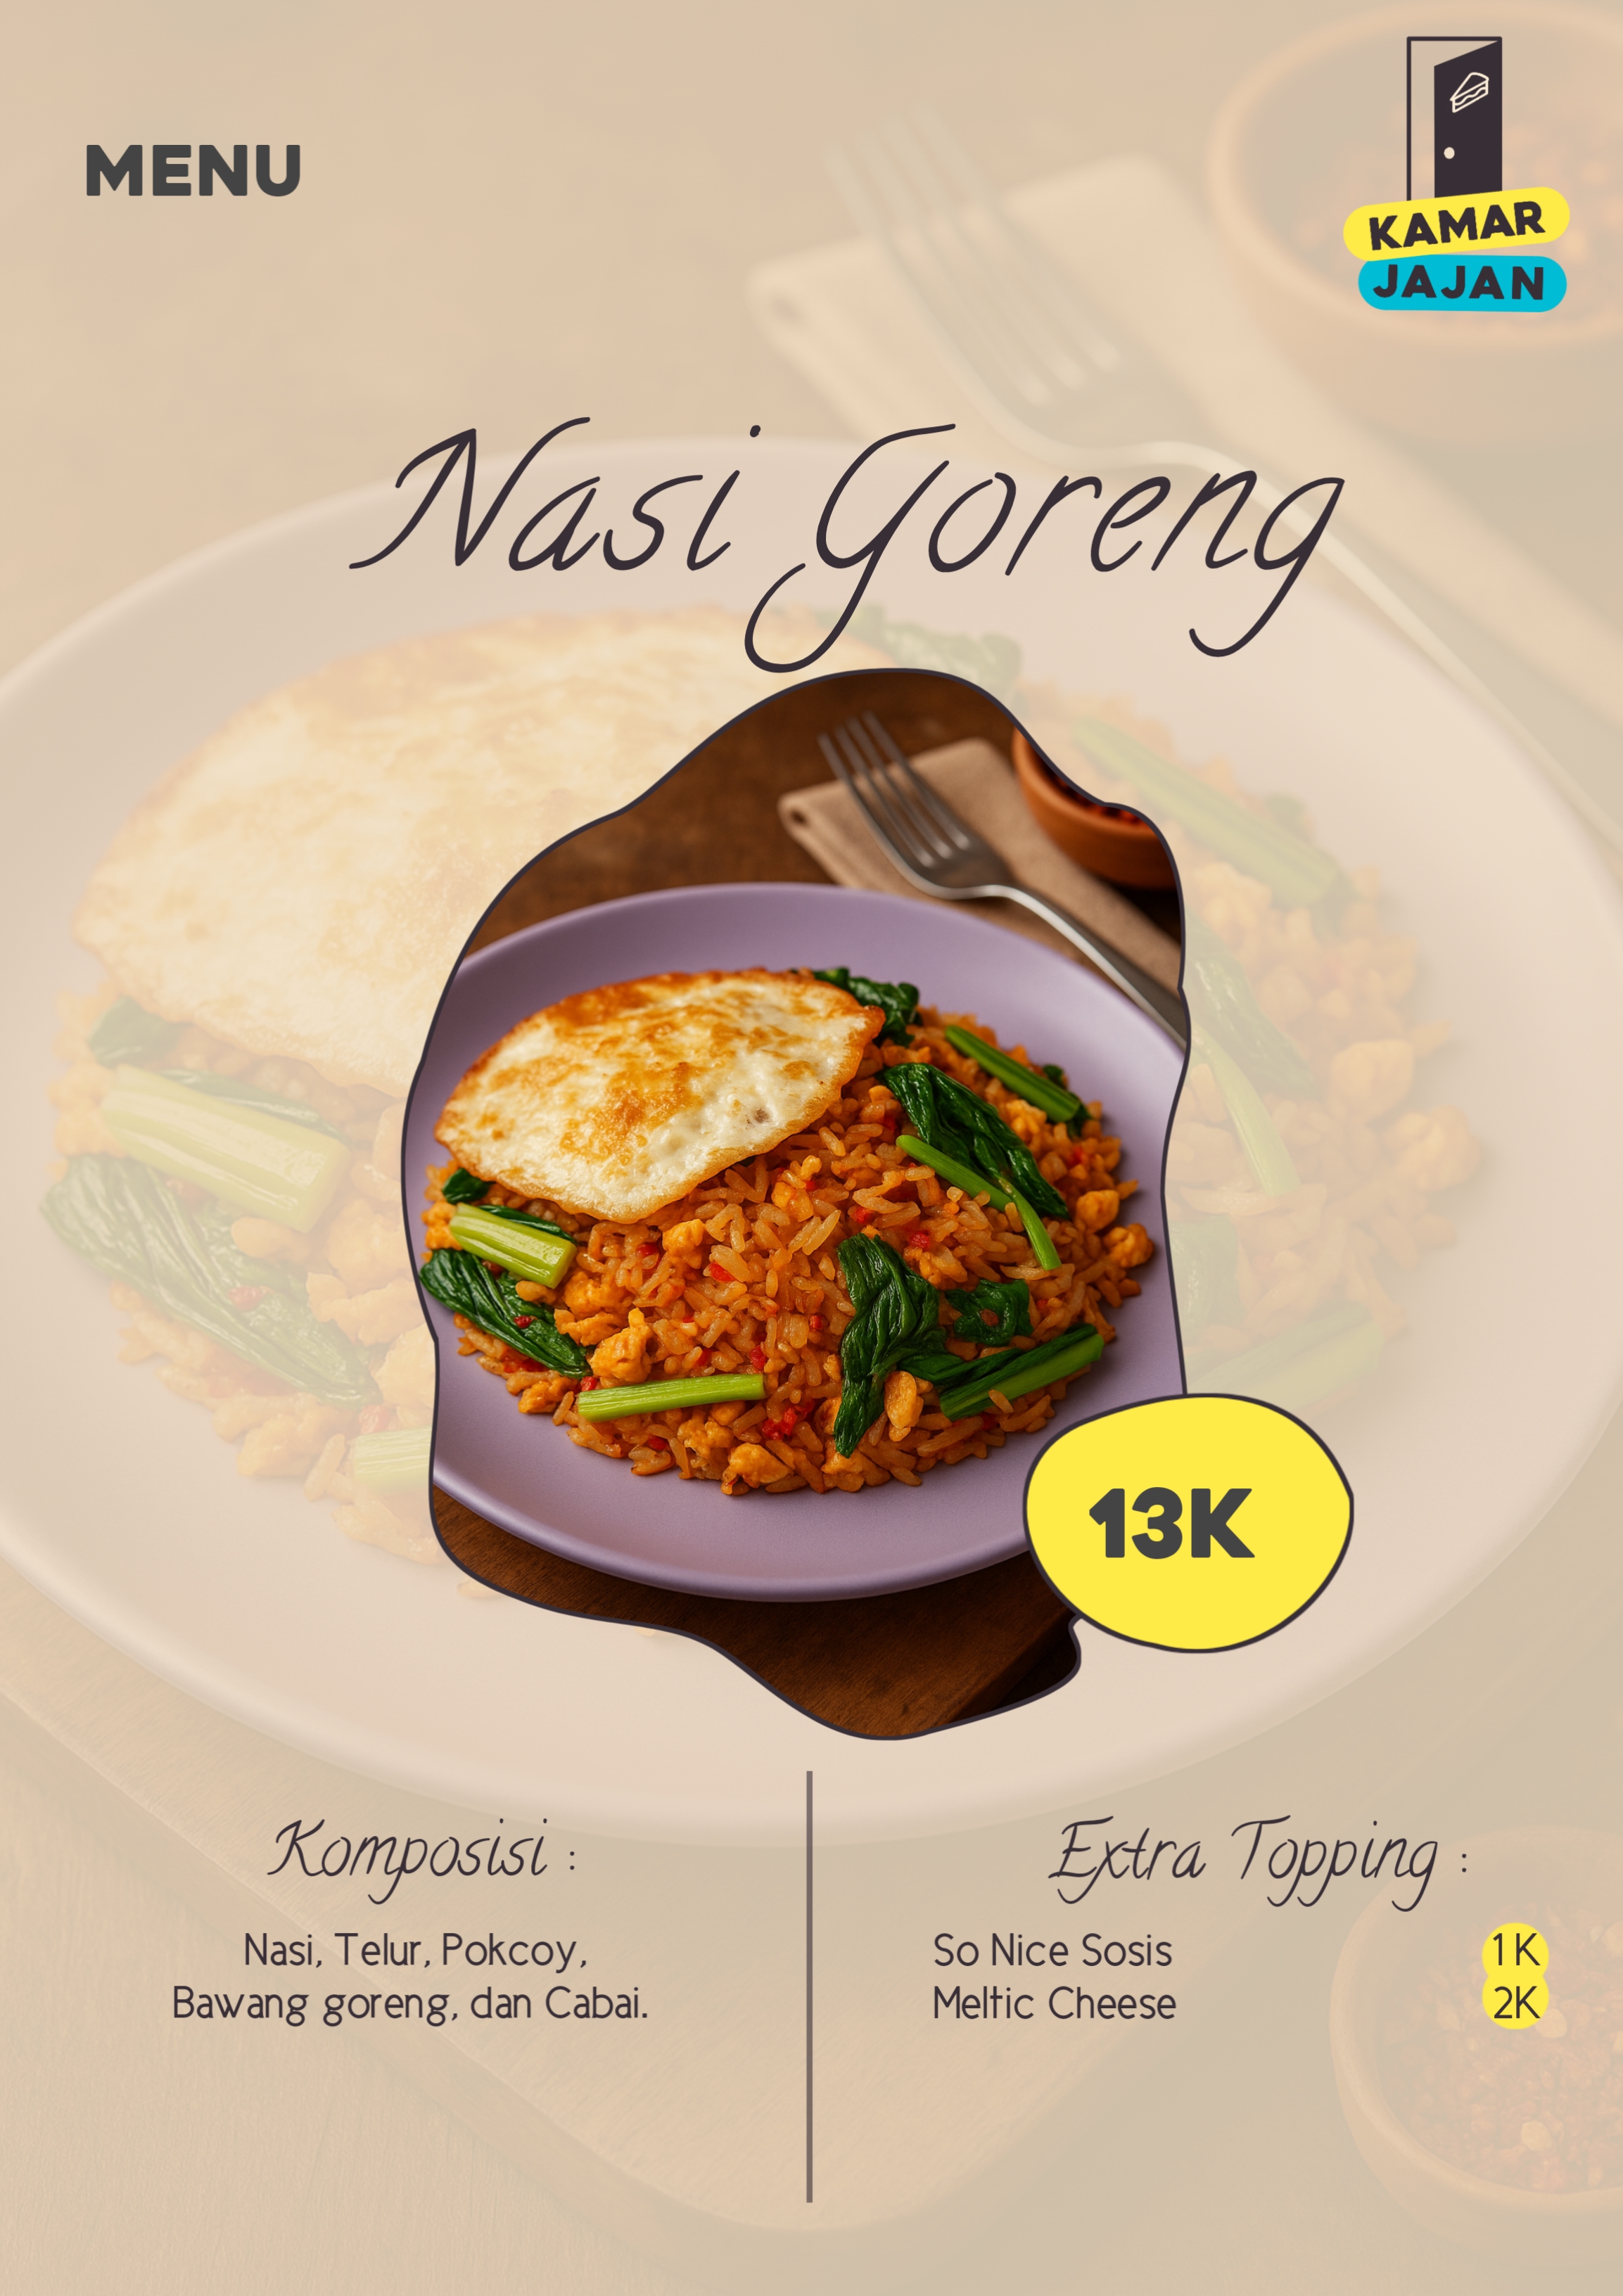 MENU
KAMAR
JAJAN
Nasi Goreng
13K
Komposisi :
Nasi, Telur, Pokcoy,
Bawang goreng, dan Cabai.
Extra Topping :
So Nice Sosis 1K
Meltic Cheese 2K